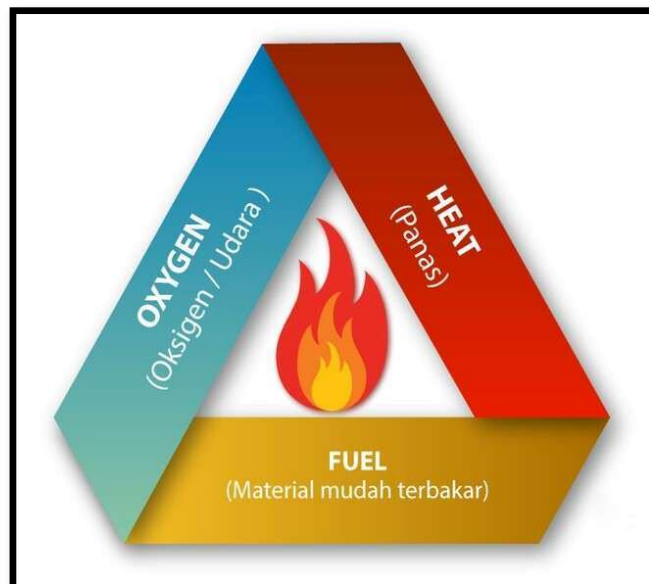 OXYGEN
(Oksigen / Udara )
HEAT
(Panas)
FUEL
(Material mudah terbakar)